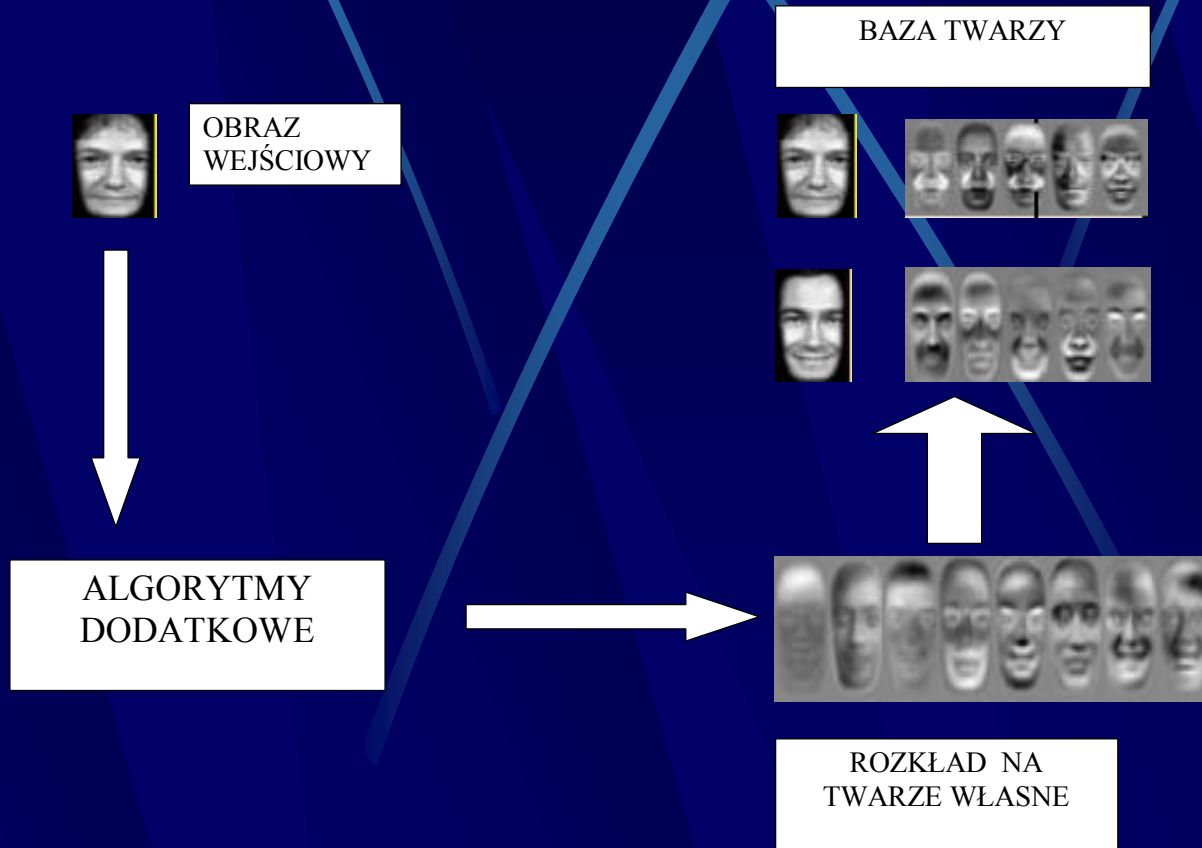 BAZA TWARZY
OBRAZ
WEJŚCIOWY
ALGORYTMY
DODATKOWE
ROZKŁAD NA
TWARZE WŁASNE